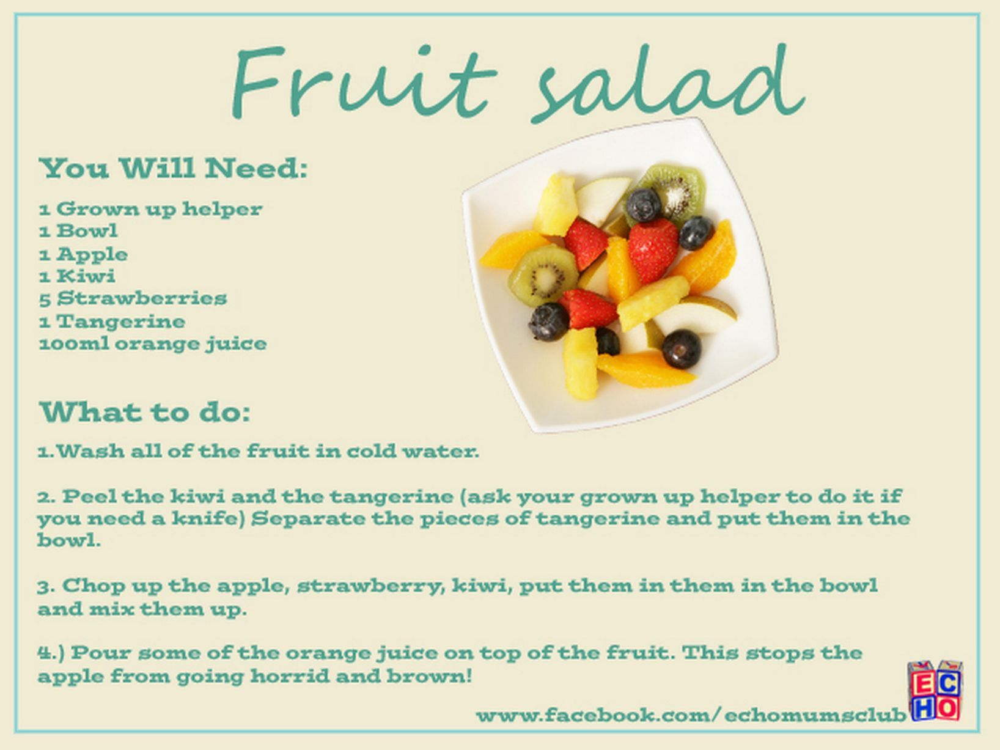 Fruit salad
You Will Need:
1 Grown up helper
1 Bowl
1 Apple
1 Kiwi
5 Strawberries
1 Tangerine
100ml orange juice
What to do:
1.Wash all of the fruit in cold water.
2. Peel the kiwi and the tangerine (ask your grown up helper to do it if
you need a knife) Separate the pieces of tangerine and put them in the
bowl.
3. Chop up the apple, strawberry, kiwi, put them in them in the bowl
and mix them up.
4.) Pour some of the orange juice on top of the fruit. This stops the
apple from going horrid and brown!
www.facebook.com/echomumsclub
EC
HO